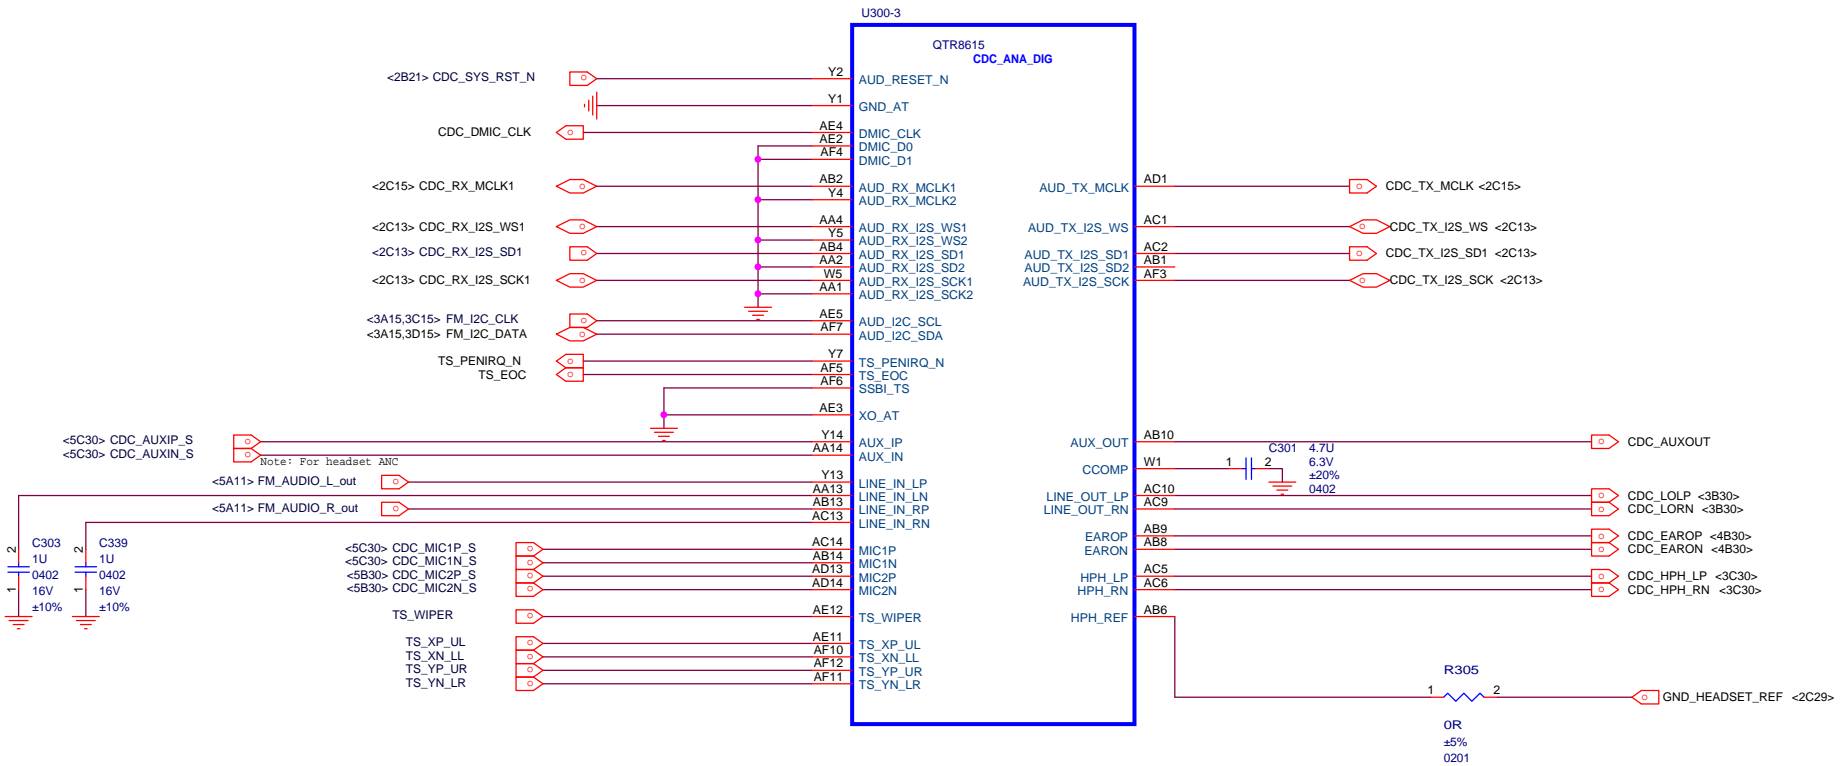 U300-3
QTR8615
CDC_ANA_DIG
<2B21> CDC_SYS_RST_N Y2 AUD_RESET_N
Y1 GND_AT
CDC_DMIC_CLK AE4 DMIC_CLK
AE2 DMIC_D0
AF4 DMIC_D1
<2C15> CDC_RX_MCLK1 AB2 AUD_RX_MCLK1 AUD_TX_MCLK AD1 CDC_TX_MCLK <2C15>
Y4 AUD_RX_MCLK2
<2C13> CDC_RX_I2S_WS1 AA4 AUD_RX_I2S_WS1 AUD_TX_I2S_WS AC1 CDC_TX_I2S_WS <2C13>
Y5 AUD_RX_I2S_WS2
<2C13> CDC_RX_I2S_SD1 AB4 AUD_RX_I2S_SD1 AUD_TX_I2S_SD1 AC2 CDC_TX_I2S_SD1 <2C13>
AA2 AUD_RX_I2S_SD2 AUD_TX_I2S_SD2 AB1
<2C13> CDC_RX_I2S_SCK1 W5 AUD_RX_I2S_SCK1 AUD_TX_I2S_SCK AF3 CDC_TX_I2S_SCK <2C13>
AA1 AUD_RX_I2S_SCK2
<3A15,3C15> FM_I2C_CLK AE5 AUD_I2C_SCL
<3A15,3D15> FM_I2C_DATA AF7 AUD_I2C_SDA
TS_PENIRQ_N Y7 TS_PENIRQ_N
TS_EOC AF5 TS_EOC
AF6 SSBI_TS
AE3 XO_AT
<5C30> CDC_AUXIP_S Y14 AUX_IP AUX_OUT AB10 CDC_AUXOUT
<5C30> CDC_AUXIN_S AA14 AUX_IN
Note: For headset ANC
CCOMP W1 1 2 C301 4.7U
6.3V
±20%
0402
<5A11> FM_AUDIO_L_out Y13 LINE_IN_LP
AA13 LINE_IN_LN LINE_OUT_LP AC10 CDC_LOLP <3B30>
<5A11> FM_AUDIO_R_out AB13 LINE_IN_RP LINE_OUT_RN AC9 CDC_LORN <3B30>
AC13 LINE_IN_RN
EAROP AB9 CDC_EAROP <4B30>
<5C30> CDC_MIC1P_S AC14 MIC1P EARON AB8 CDC_EARON <4B30>
<5C30> CDC_MIC1N_S AB14 MIC1N
<5B30> CDC_MIC2P_S AD13 MIC2P HPH_LP AC5 CDC_HPH_LP <3C30>
<5B30> CDC_MIC2N_S AD14 MIC2N HPH_RN AC6 CDC_HPH_RN <3C30>
2 C303
1U
0402
1 16V
±10%
2 C339
1U
0402
1 16V
±10%
TS_WIPER AE12 TS_WIPER HPH_REF AB6
TS_XP_UL AE11 TS_XP_UL
TS_XN_LL AF10 TS_XN_LL
TS_YP_UR AF12 TS_YP_UR
TS_YN_LR AF11 TS_YN_LR
R305
1 2 GND_HEADSET_REF <2C29>
0R
±5%
0201